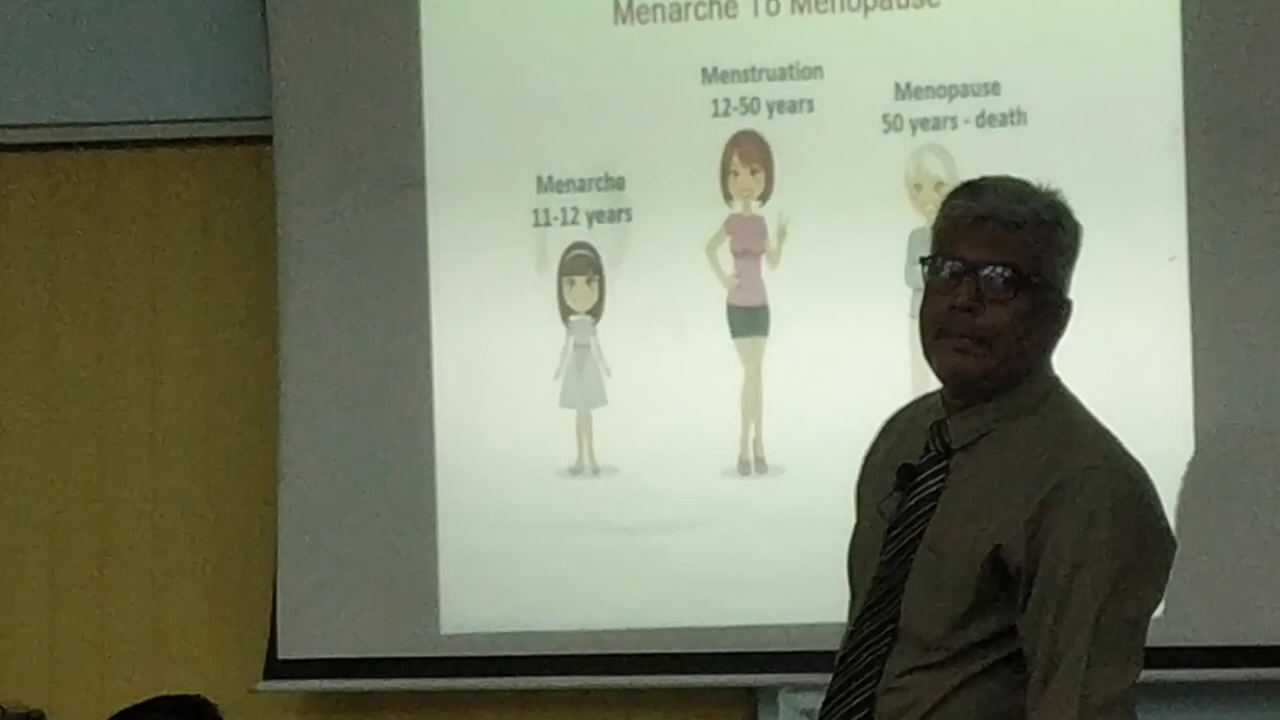 Menarche To Menopause
Menstruation
12-50 years
Menopause
50 years - death
Menarche
11-12 years